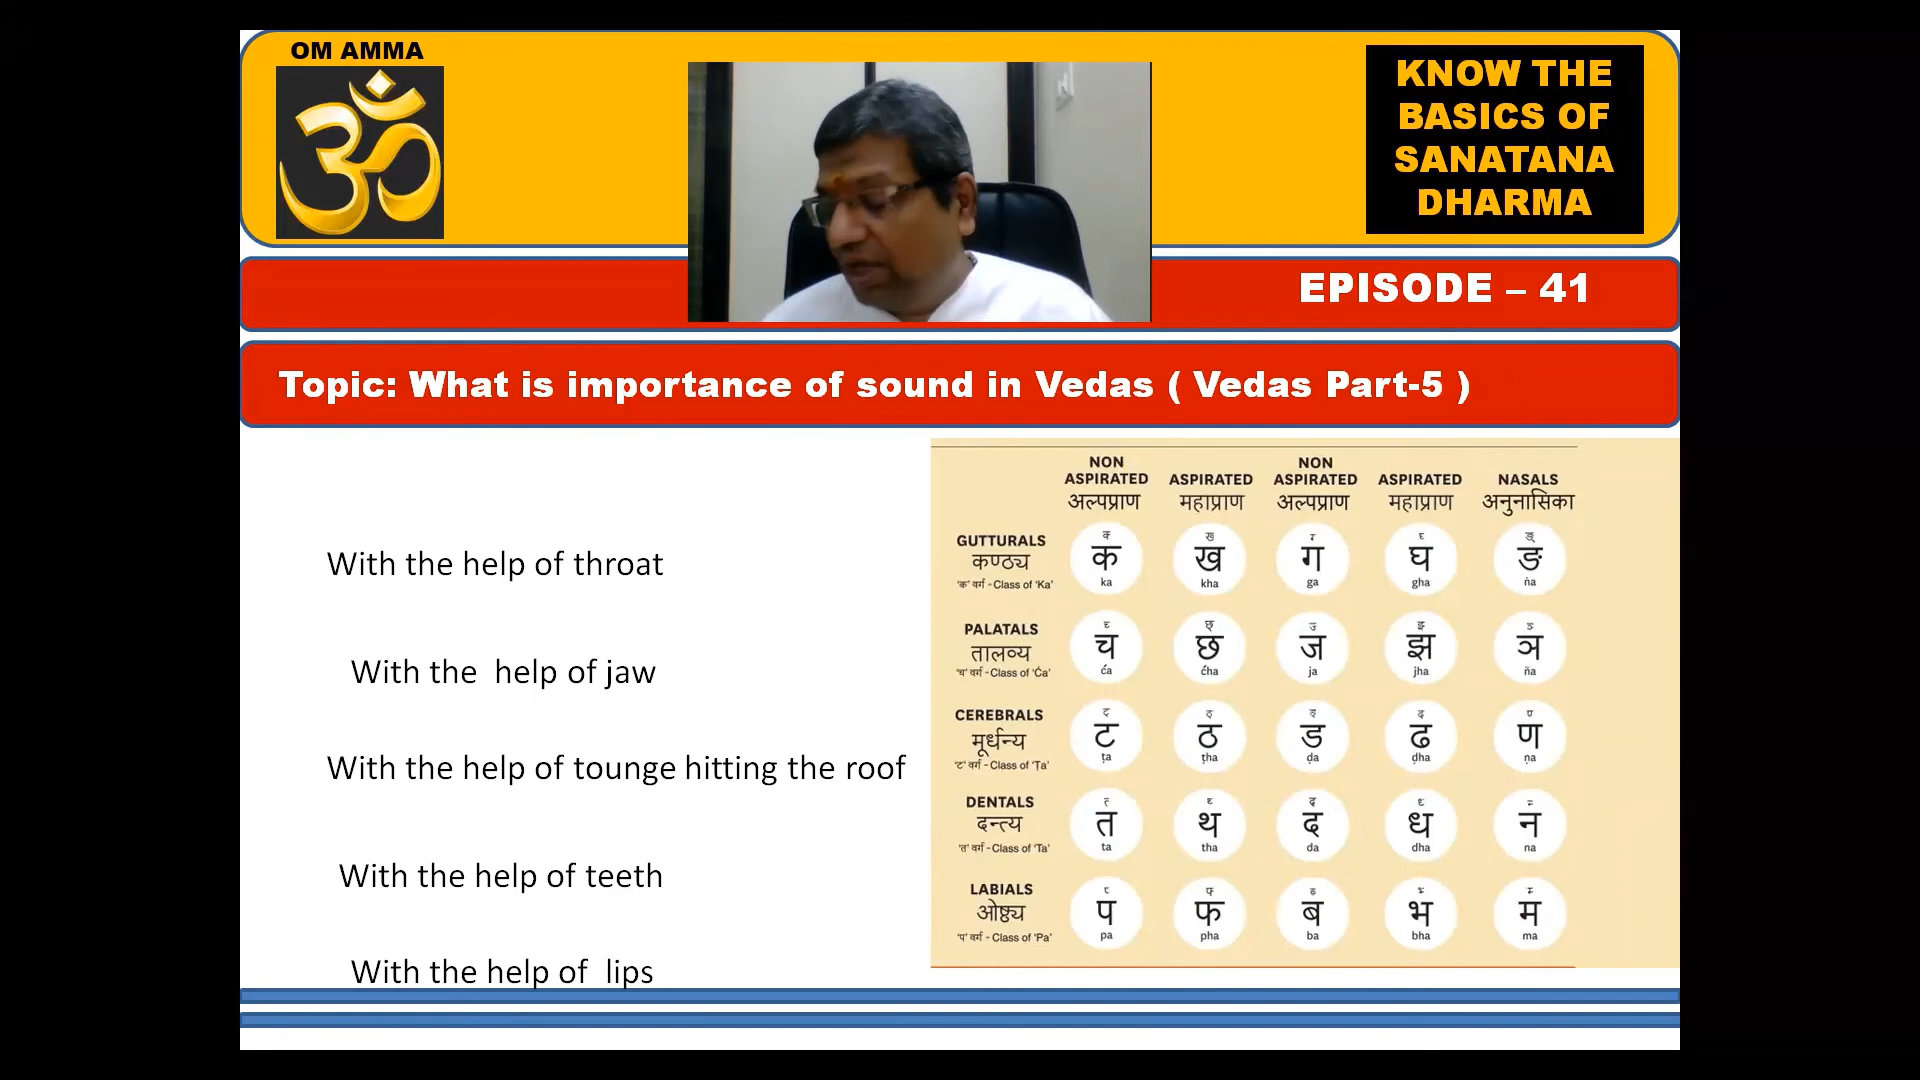 OM AMMA
KNOW THE
BASICS OF
SANATANA
DHARMA
EPISODE – 41
Topic: What is importance of sound in Vedas ( Vedas Part-5 )
With the help of throat
With the  help of jaw
With the help of tounge hitting the roof
With the help of teeth
With the help of  lips
NON ASPIRATED ASPIRATED NON ASPIRATED ASPIRATED NASALS
अल्पप्राण महाप्राण अल्पप्राण महाप्राण अनुनासिका
GUTTURALS
कण्ठ्य
'क' वर्ग - Class of 'Ka'
क ख ग घ ङ
ka kha ga gha ṅa
PALATALS
तालव्य
'च' वर्ग - Class of 'Ća'
च छ ज झ ञ
ća ćha ja jha ña
CEREBRALS
मूर्धन्य
'ट' वर्ग - Class of 'Ṭa'
ट ठ ड ढ ण
ṭa ṭha ḍa ḍha ṇa
DENTALS
दन्त्य
'त' वर्ग - Class of 'Ta'
त थ द ध न
ta tha da dha na
LABIALS
ओष्ठ्य
'प' वर्ग - Class of 'Pa'
प फ ब भ म
pa pha ba bha ma